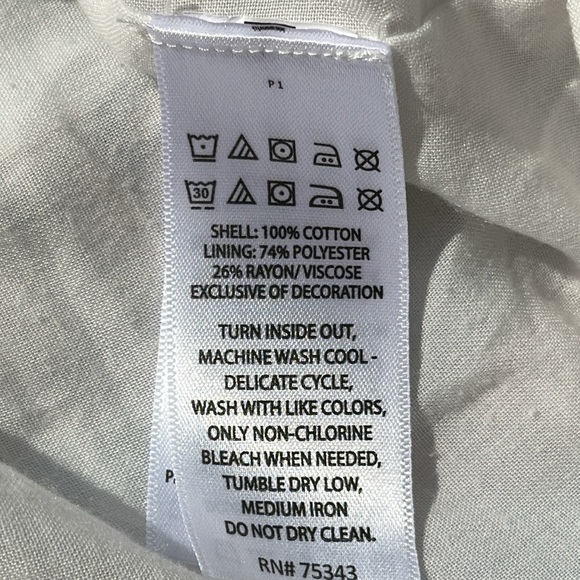 P 1
30
SHELL: 100% COTTON
LINING: 74% POLYESTER
26% RAYON/ VISCOSE
EXCLUSIVE OF DECORATION
TURN INSIDE OUT,
MACHINE WASH COOL -
DELICATE CYCLE,
WASH WITH LIKE COLORS,
ONLY NON-CHLORINE
BLEACH WHEN NEEDED,
TUMBLE DRY LOW,
MEDIUM IRON
DO NOT DRY CLEAN.
RN# 75343